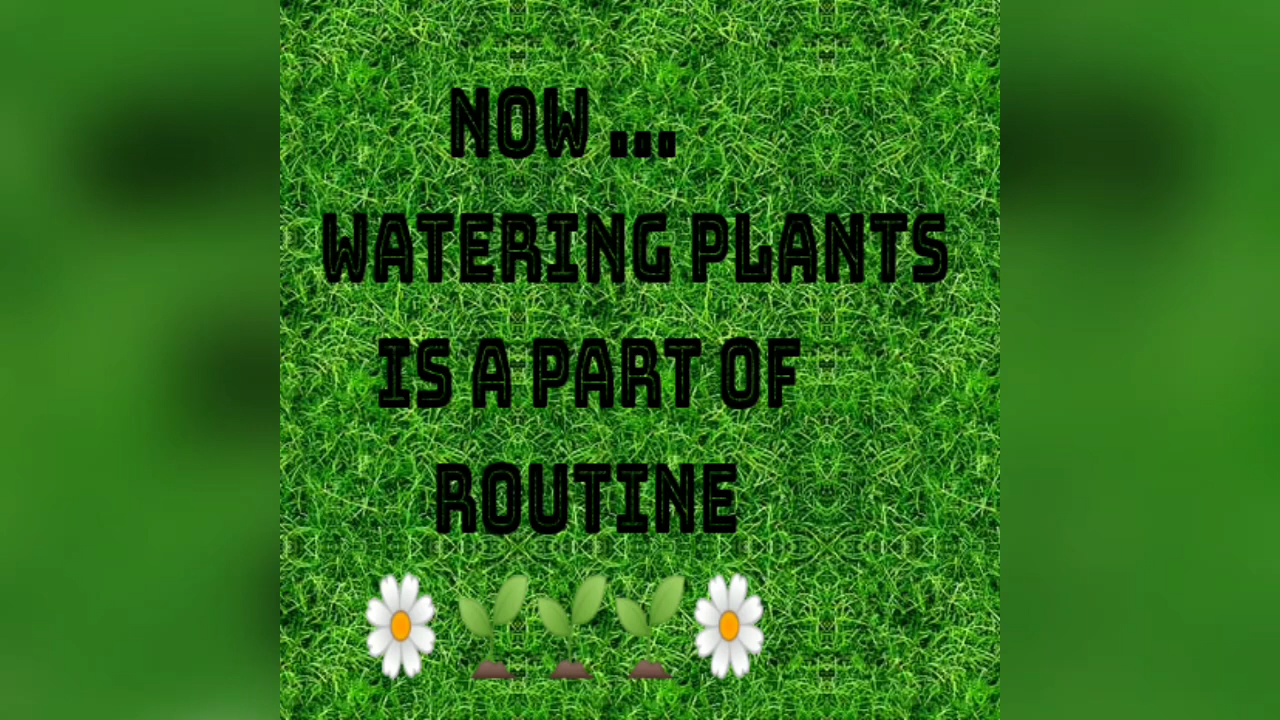 NOW ...
WATERING PLANTS
IS A PART OF
ROUTINE